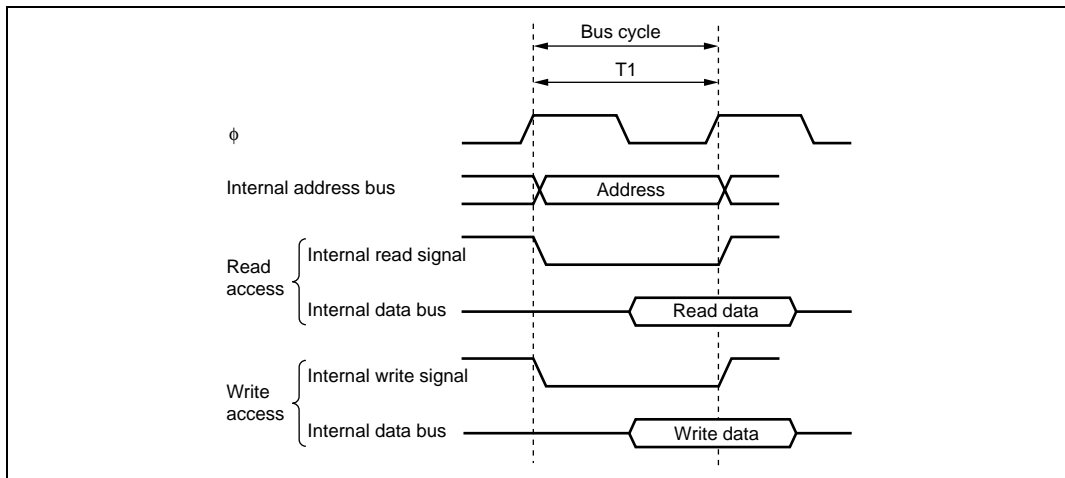 Bus cycle
T1
ϕ
Internal address bus
Address
Read
access
Internal read signal
Internal data bus
Read data
Write
access
Internal write signal
Internal data bus
Write data